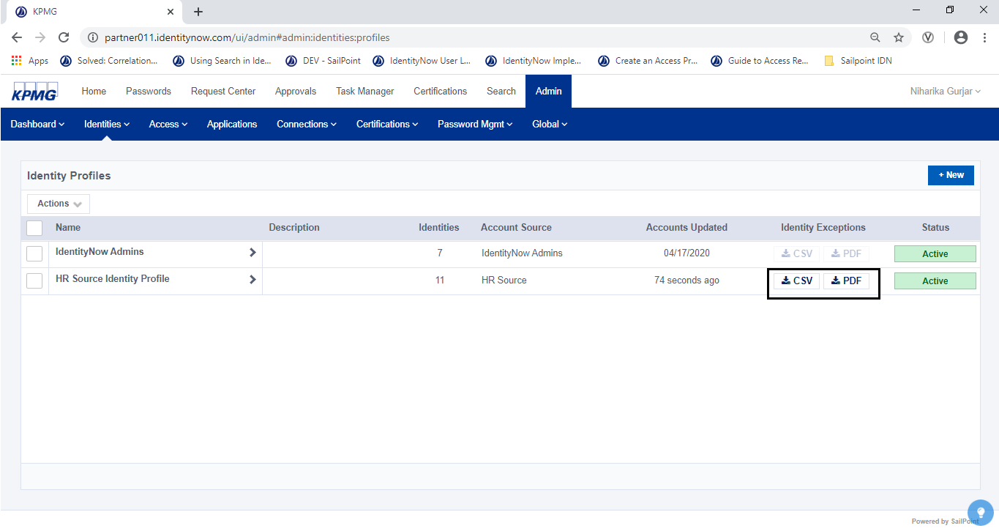 KPMG
partner011.identitynow.com/ui/admin#admin:identities:profiles
Apps Solved: Correlation... Using Search in Ide... DEV - SailPoint IdentityNow User L... IdentityNow Imple... Create an Access Pr... Guide to Access Re... Sailpoint IDN
KPMG Home Passwords Request Center Approvals Task Manager Certifications Search Admin Niharika Gurjar
Dashboard Identities Access Applications Connections Certifications Password Mgmt Global
Identity Profiles + New
Actions
Name Description Identities Account Source Accounts Updated Identity Exceptions Status
IdentityNow Admins 7 IdentityNow Admins 04/17/2020 CSV PDF Active
HR Source Identity Profile 11 HR Source 74 seconds ago CSV PDF Active
Powered by SailPoint